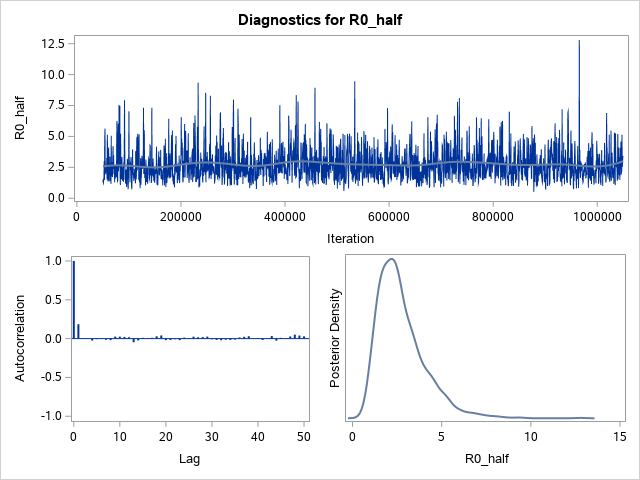 Diagnostics for R0_half
R0_half
12.5
10.0
7.5
5.0
2.5
0.0
0 200000 400000 600000 800000 1000000
Iteration
Autocorrelation
1.0
0.5
0.0
-0.5
-1.0
0 10 20 30 40 50
Lag
Posterior Density
0 5 10 15
R0_half